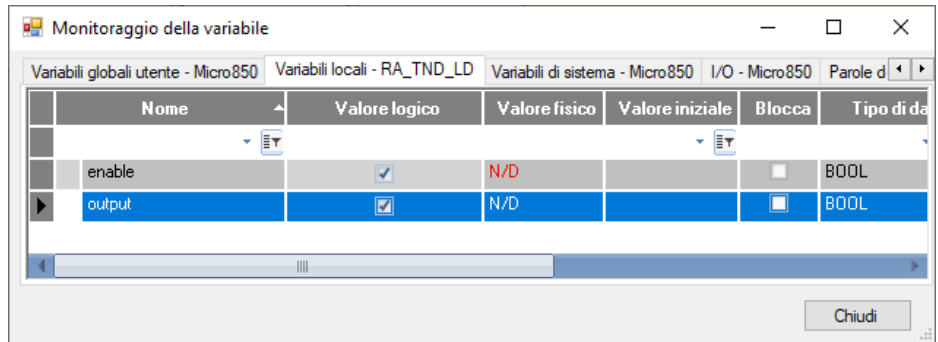 Monitoraggio della variabile
Variabili globali utente - Micro850 Variabili locali - RA_TND_LD Variabili di sistema - Micro850 I/O - Micro850 Parole d
Nome Valore logico Valore fisico Valore iniziale Blocca Tipo di da
enable N/D BOOL
output N/D BOOL
Chiudi